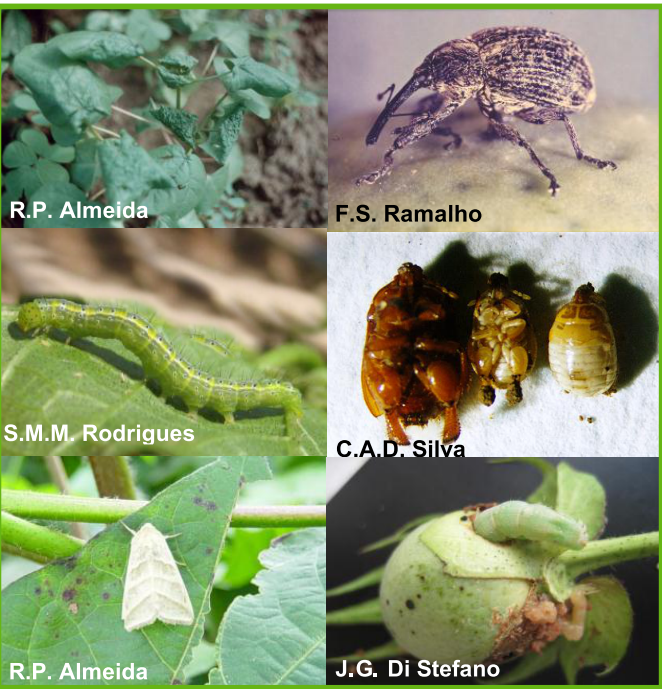 R.P. Almeida
F.S. Ramalho
S.M.M. Rodrigues
C.A.D. Silva
R.P. Almeida
J.G. Di Stefano